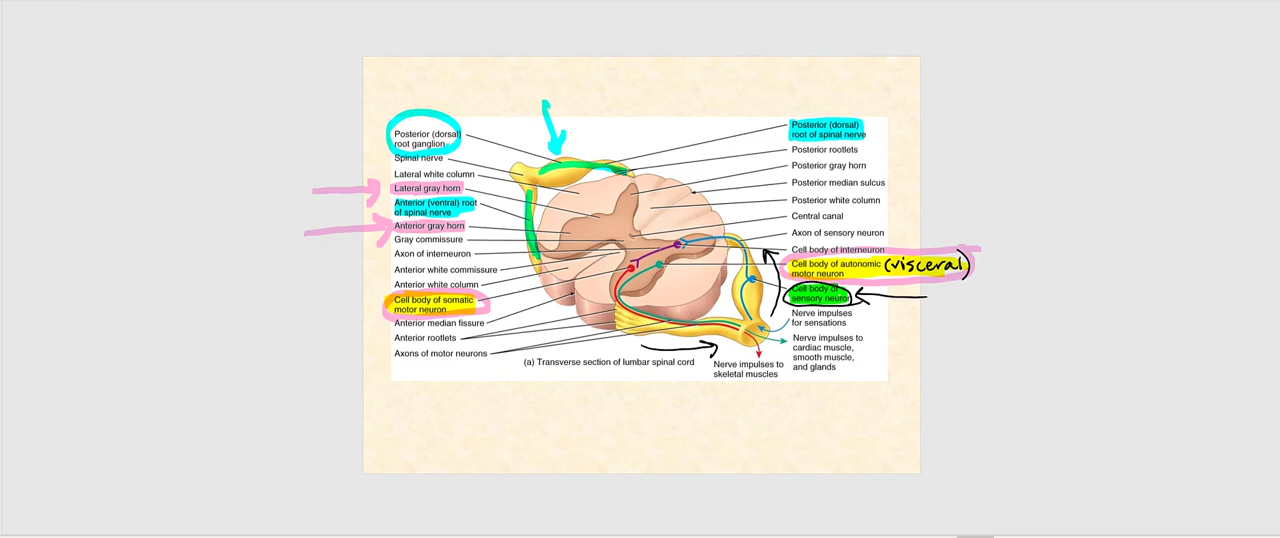 Posterior (dorsal)
root ganglion
Spinal nerve
Lateral white column
Lateral gray horn
Anterior (ventral) root
of spinal nerve
Anterior gray horn
Gray commissure
Axon of interneuron
Anterior white commissure
Anterior white column
Cell body of somatic
motor neuron
Anterior median fissure
Anterior rootlets
Axons of motor neurons
Posterior (dorsal)
root of spinal nerve
Posterior rootlets
Posterior gray horn
Posterior median sulcus
Posterior white column
Central canal
Axon of sensory neuron
Cell body of interneuron
Cell body of autonomic (visceral)
motor neuron
Cell body of
sensory neuron
Nerve impulses
for sensations
Nerve impulses to
cardiac muscle,
smooth muscle,
and glands
Nerve impulses to
skeletal muscles
(a) Transverse section of lumbar spinal cord